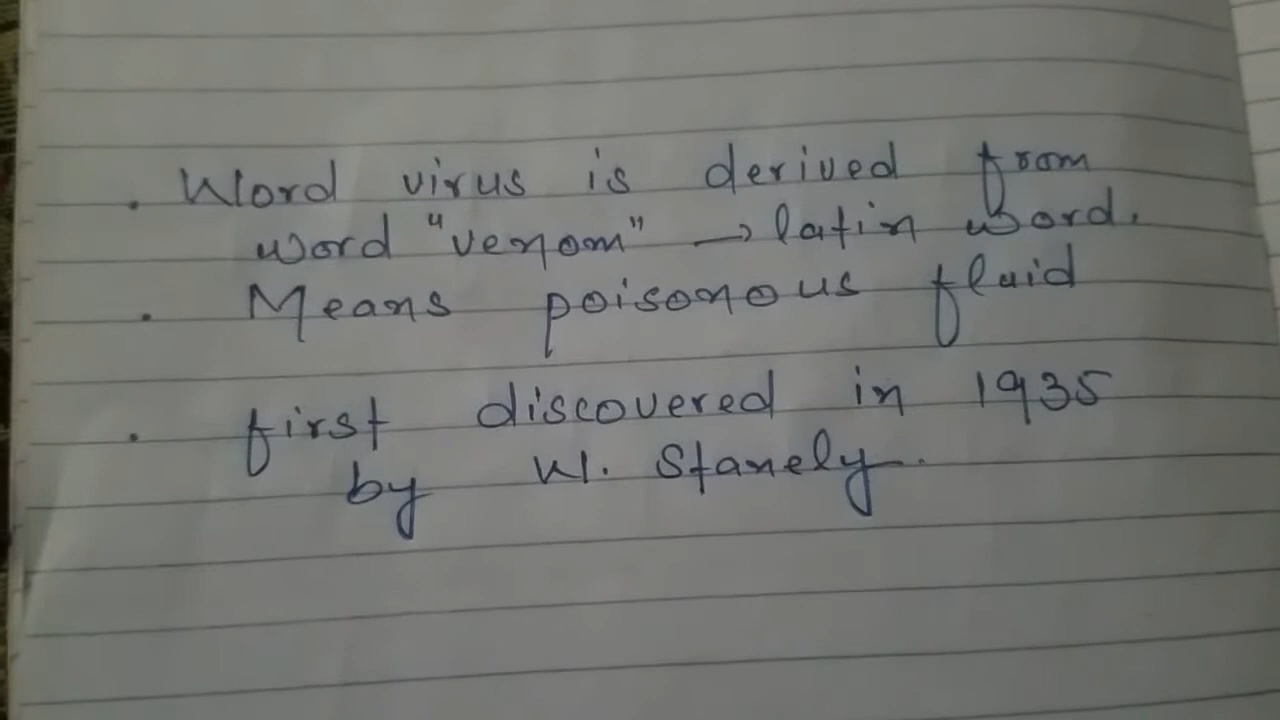 . Word virus is derived from
word "venom" → latin word.
. Means poisonous fluid
. first discovered in 1935
by W. Stanely.